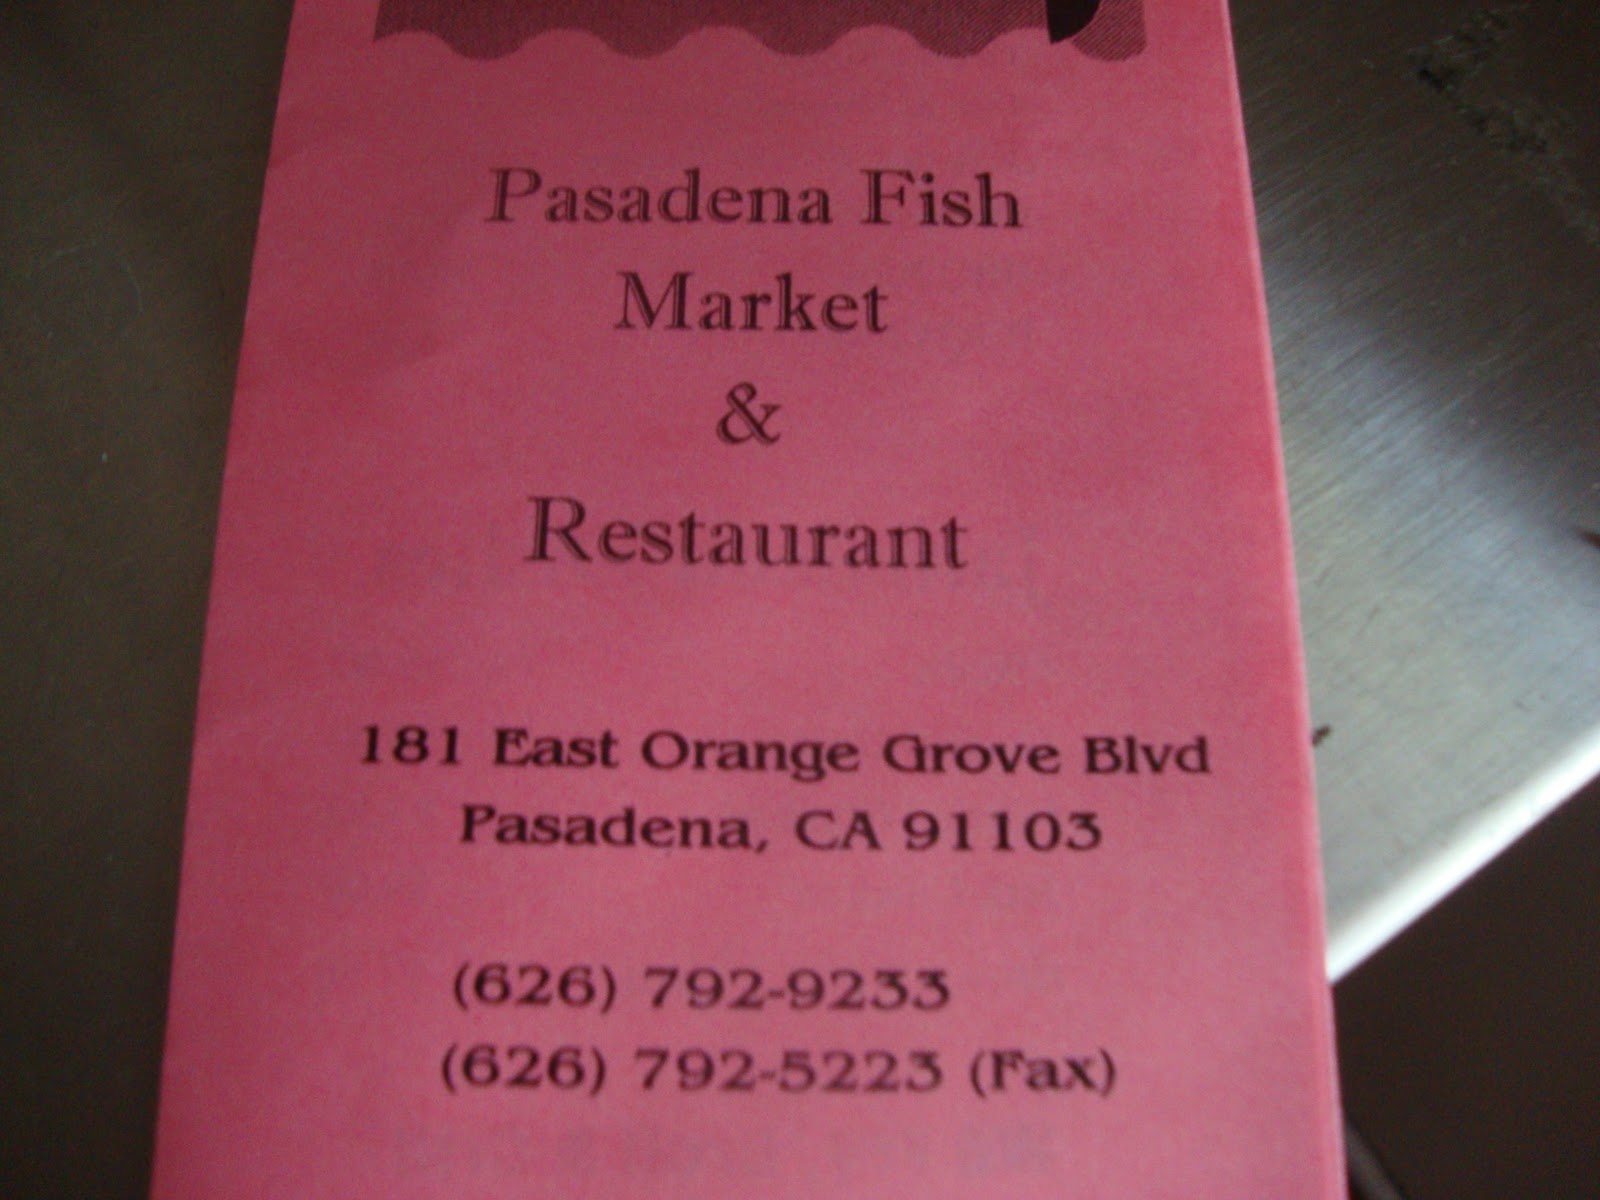 Pasadena Fish
Market
&
Restaurant
181 East Orange Grove Blvd
Pasadena, CA 91103
(626) 792-9233
(626) 792-5223 (Fax)